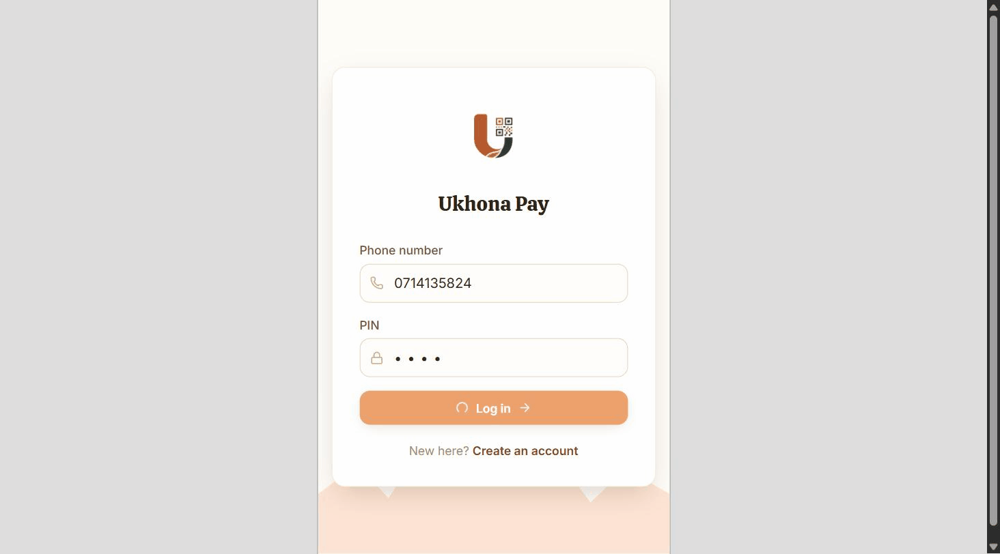 Ukhona Pay
Phone number
0714135824
PIN
••••
Log in →
New here? Create an account